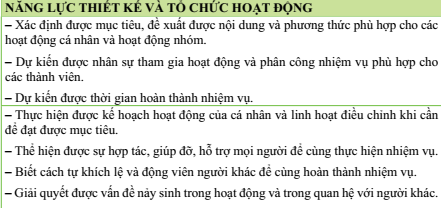 NĂNG LỰC THIẾT KẾ VÀ TỔ CHỨC HOẠT ĐỘNG
– Xác định được mục tiêu, đề xuất được nội dung và phương thức phù hợp cho các
hoạt động cá nhân và hoạt động nhóm.
– Dự kiến được nhân sự tham gia hoạt động và phân công nhiệm vụ phù hợp cho
các thành viên.
– Dự kiến được thời gian hoàn thành nhiệm vụ.
– Thực hiện được kế hoạch hoạt động của cá nhân và linh hoạt điều chỉnh khi cần
để đạt được mục tiêu.
– Thể hiện được sự hợp tác, giúp đỡ, hỗ trợ mọi người để cùng thực hiện nhiệm vụ.
– Biết cách tự khích lệ và động viên người khác để cùng hoàn thành nhiệm vụ.
– Giải quyết được vấn đề nảy sinh trong hoạt động và trong quan hệ với người khác.